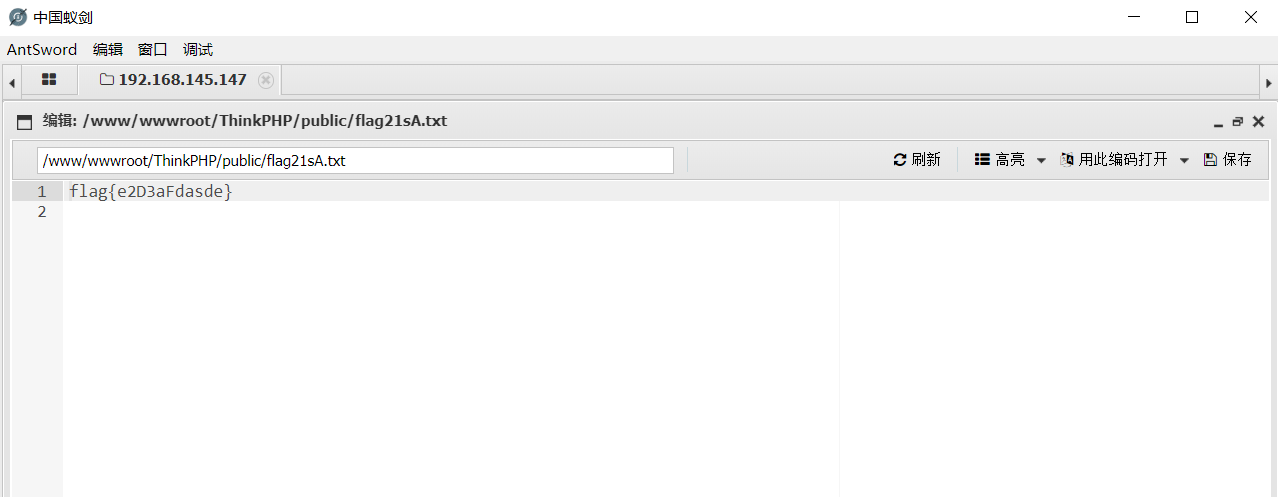 中国蚁剑
AntSword 编辑 窗口 调试
192.168.145.147
编辑: /www/wwwroot/ThinkPHP/public/flag21sA.txt
/www/wwwroot/ThinkPHP/public/flag21sA.txt 刷新 高亮 用此编码打开 保存
1 flag{e2D3aFdasde}
2